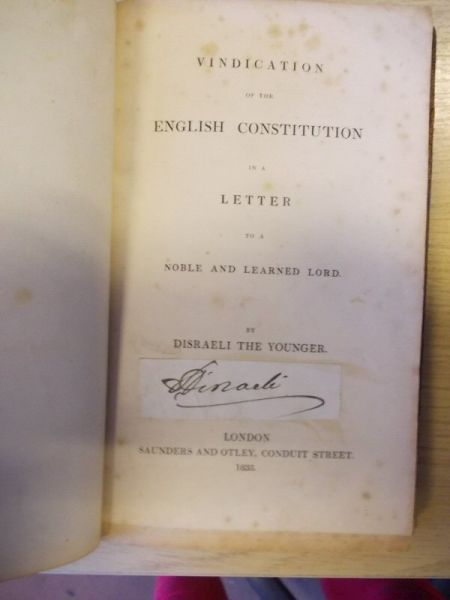 VINDICATION
OF THE
ENGLISH CONSTITUTION
IN A
LETTER
TO A
NOBLE AND LEARNED LORD.
BY
DISRAELI THE YOUNGER.
Disraeli
LONDON
SAUNDERS AND OTLEY, CONDUIT STREET.
1835.